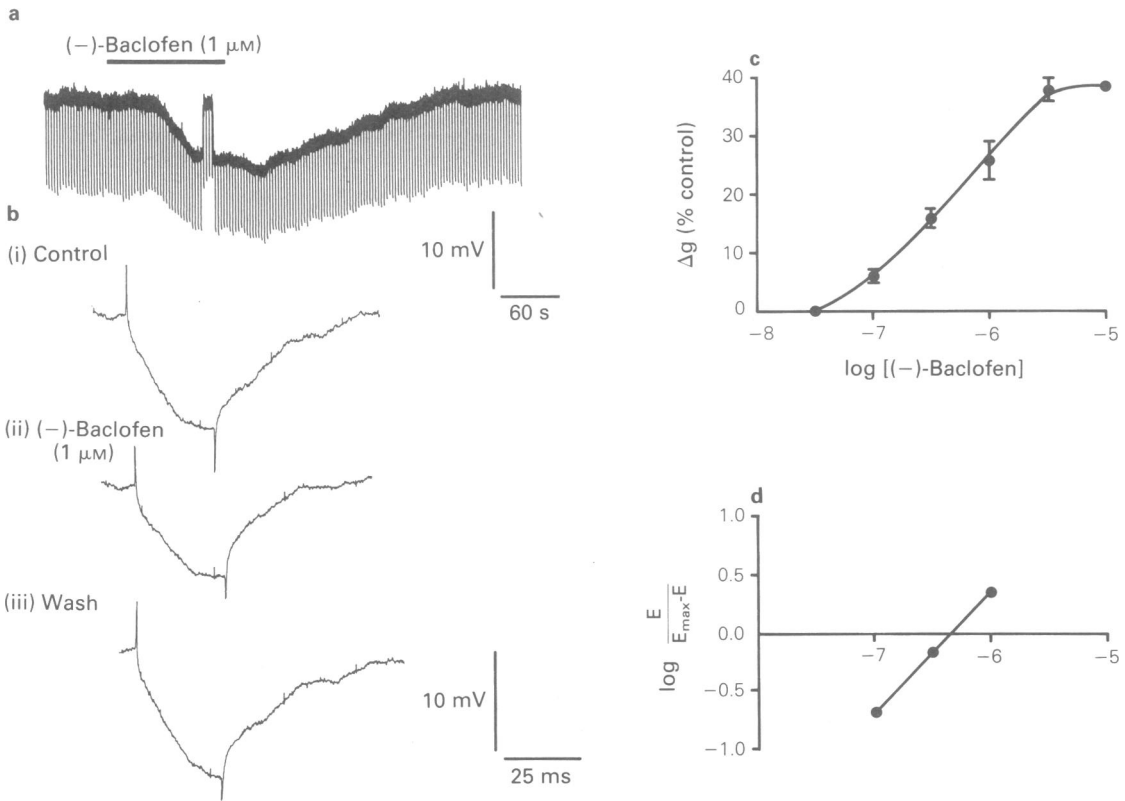 a
(−)-Baclofen (1 μM)
b
10 mV
60 s
(i) Control
(ii) (−)-Baclofen
(1 μM)
(iii) Wash
10 mV
25 ms
c
40
30
20
10
0
Δg (% control)
−8
−7
−6
−5
log [(−)-Baclofen]
d
1.0
0.5
0.0
−0.5
−1.0
log E
Emax-E
−7
−6
−5